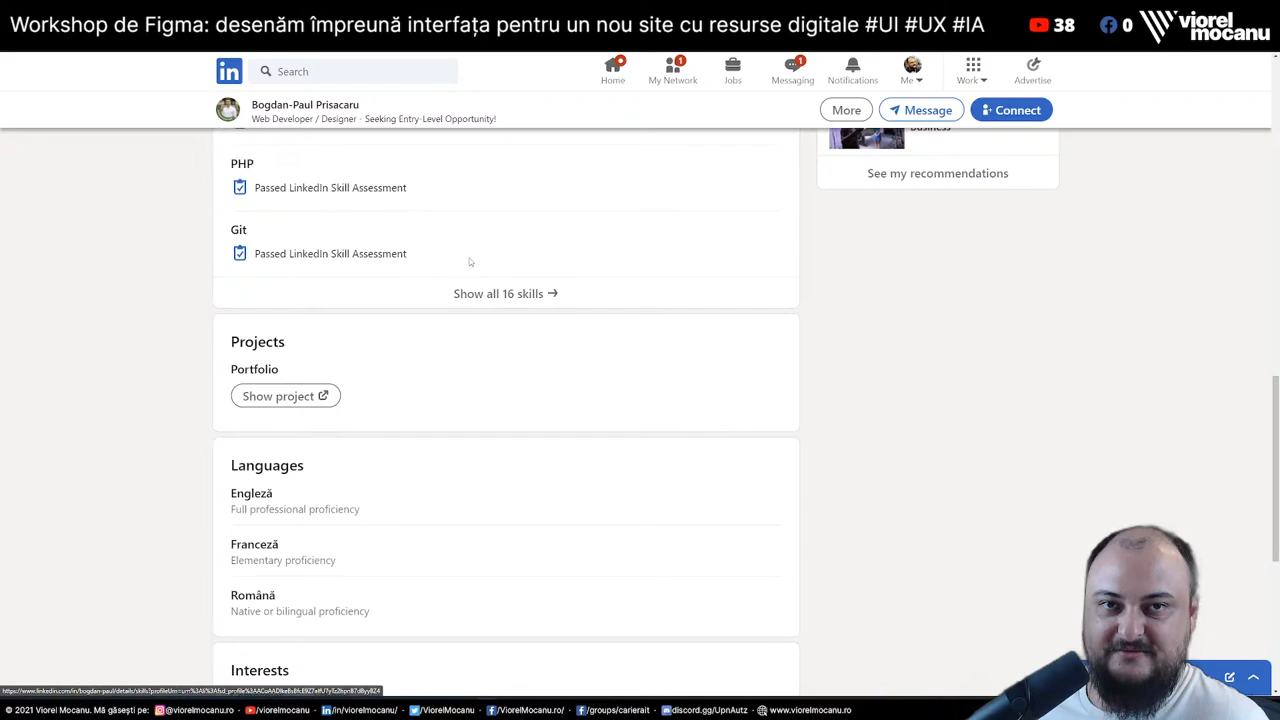 Workshop de Figma: desenăm împreună interfața pentru un nou site cu resurse digitale #UI #UX #IA
38
0
viorel mocanu
in
Search
Home
1
My Network
Jobs
1
Messaging
Notifications
Me
Work
Advertise
Bogdan-Paul Prisacaru
Web Developer / Designer · Seeking Entry-Level Opportunity!
More
Message
Connect
Business
See my recommendations
PHP
Passed LinkedIn Skill Assessment
Git
Passed LinkedIn Skill Assessment
Show all 16 skills →
Projects
Portfolio
Show project
Languages
Engleză
Full professional proficiency
Franceză
Elementary proficiency
Română
Native or bilingual proficiency
Interests
© 2021 Viorel Mocanu. Mă găsești pe: @viorelmocanu.ro /viorelmocanu in/viorelmocanu/ /ViorelMocanu /ViorelMocanu.ro/ /groups/carierait discord.gg/UpnAutz www.viorelmocanu.ro